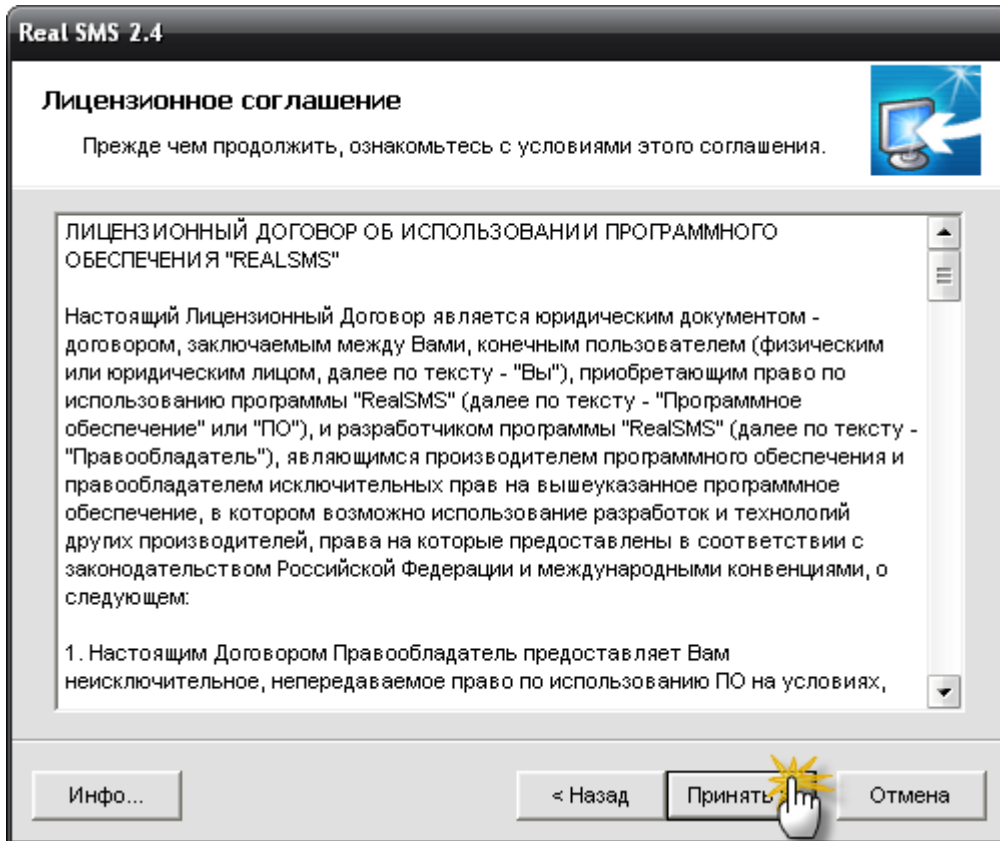 Real SMS 2.4
Лицензионное соглашение
Прежде чем продолжить, ознакомьтесь с условиями этого соглашения.
ЛИЦЕНЗИОННЫЙ ДОГОВОР ОБ ИСПОЛЬЗОВАНИИ ПРОГРАММНОГО
ОБЕСПЕЧЕНИЯ "REALSMS"
Настоящий Лицензионный Договор является юридическим документом -
договором, заключаемым между Вами, конечным пользователем (физическим
или юридическим лицом, далее по тексту - "Вы"), приобретающим право по
использованию программы "RealSMS" (далее по тексту - "Программное
обеспечение" или "ПО"), и разработчиком программы "RealSMS" (далее по тексту -
"Правообладатель"), являющимся производителем программного обеспечения и
правообладателем исключительных прав на вышеуказанное программное
обеспечение, в котором возможно использование разработок и технологий
других производителей, права на которые предоставлены в соответствии с
законодательством Российской Федерации и международными конвенциями, о
следующем:
1. Настоящим Договором Правообладатель предоставляет Вам
неисключительное, непередаваемое право по использованию ПО на условиях,
Инфо...
< Назад
Принять
Отмена